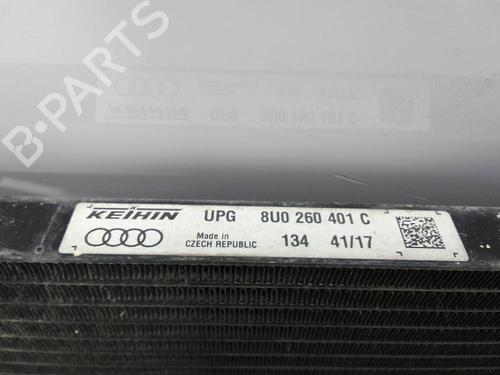 B-PARTS
KEIHIN UPG 8U0 260 401 C
Made in
CZECH REPUBLIC 134 41/17